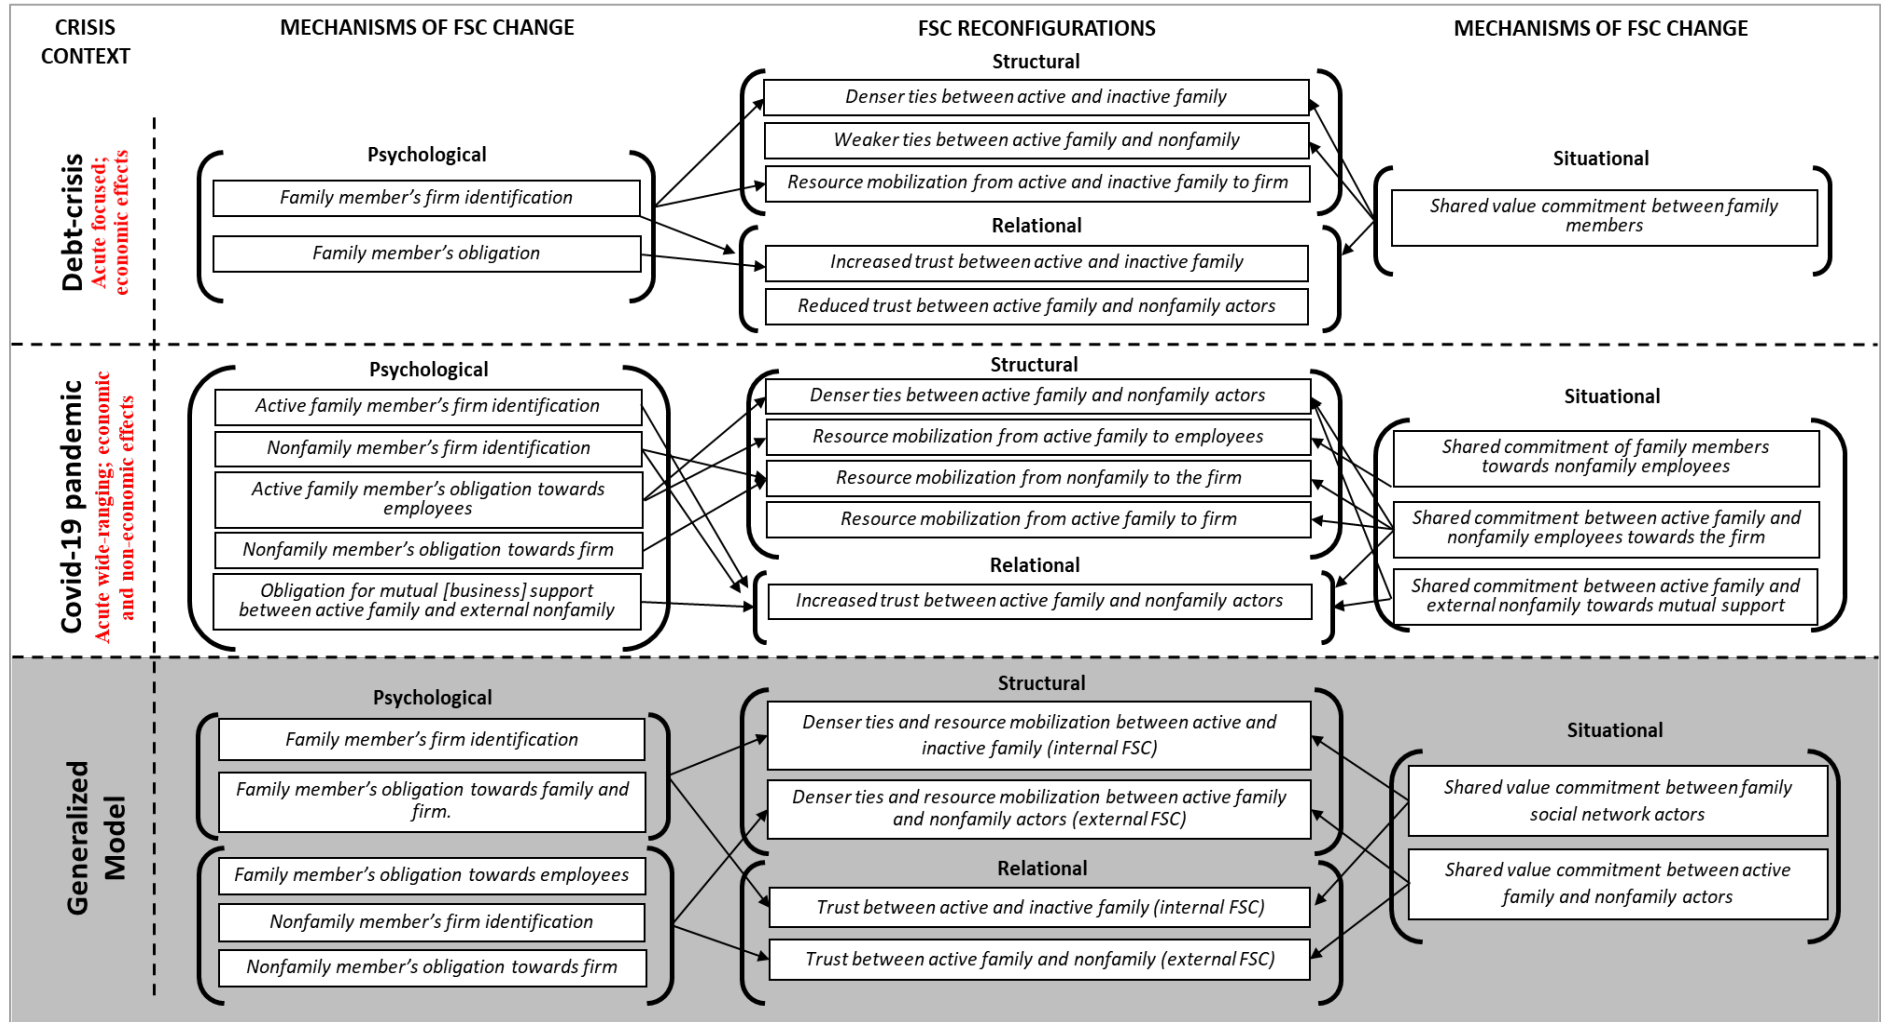 CRISIS
CONTEXT
MECHANISMS OF FSC CHANGE
FSC RECONFIGURATIONS
MECHANISMS OF FSC CHANGE
Debt-crisis
Acute focused;
economic effects
Psychological
Family member’s firm identification
Family member’s obligation
Structural
Denser ties between active and inactive family
Weaker ties between active family and nonfamily
Resource mobilization from active and inactive family to firm
Relational
Increased trust between active and inactive family
Reduced trust between active family and nonfamily actors
Situational
Shared value commitment between family
members
Covid-19 pandemic
Acute wide-ranging; economic
and non-economic effects
Psychological
Active family member’s firm identification
Nonfamily member’s firm identification
Active family member’s obligation towards
employees
Nonfamily member’s obligation towards firm
Obligation for mutual [business] support
between active family and external nonfamily
Structural
Denser ties between active family and nonfamily actors
Resource mobilization from active family to employees
Resource mobilization from nonfamily to the firm
Resource mobilization from active family to firm
Relational
Increased trust between active family and nonfamily actors
Situational
Shared commitment of family members
towards nonfamily employees
Shared commitment between active family and
nonfamily employees towards the firm
Shared commitment between active family and
external nonfamily towards mutual support
Generalized
Model
Psychological
Family member’s firm identification
Family member’s obligation towards family and
firm.
Family member’s obligation towards employees
Nonfamily member’s firm identification
Nonfamily member’s obligation towards firm
Structural
Denser ties and resource mobilization between active and
inactive family (internal FSC)
Denser ties and resource mobilization between active family
and nonfamily actors (external FSC)
Relational
Trust between active and inactive family (internal FSC)
Trust between active family and nonfamily (external FSC)
Situational
Shared value commitment between family
social network actors
Shared value commitment between active
family and nonfamily actors